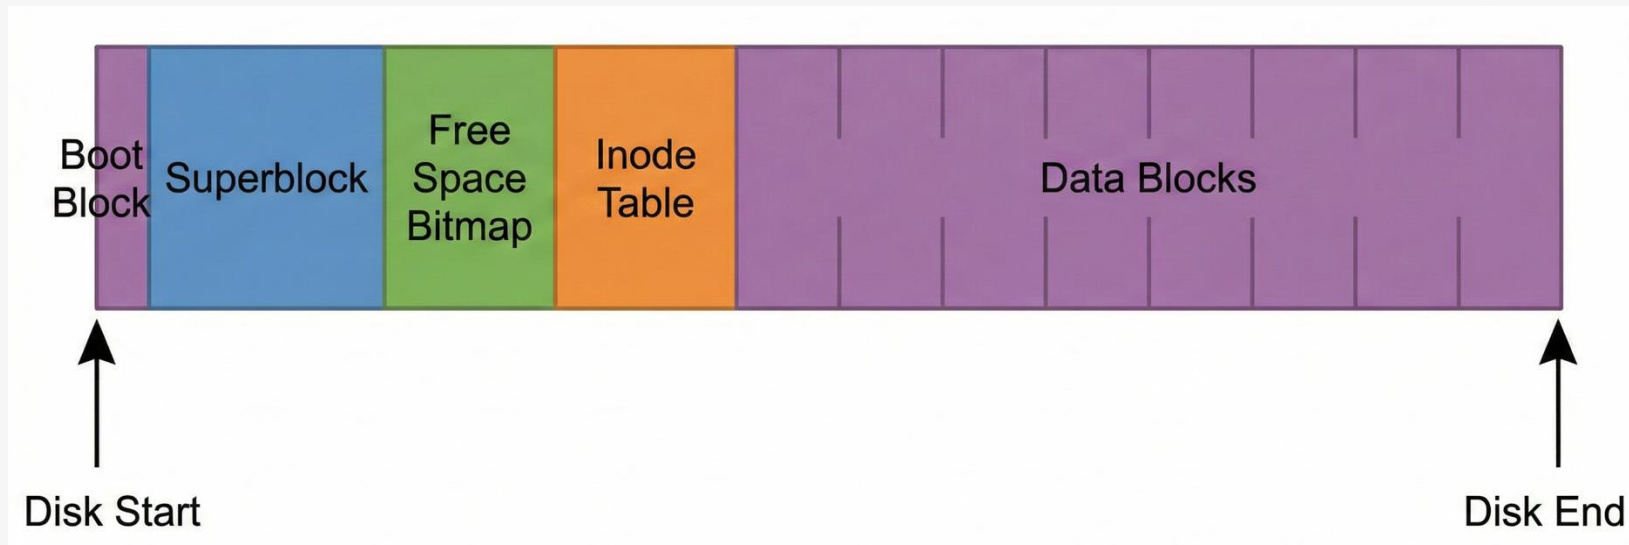 Boot
Block
Superblock
Free
Space
Bitmap
Inode
Table
Data Blocks
Disk Start
Disk End